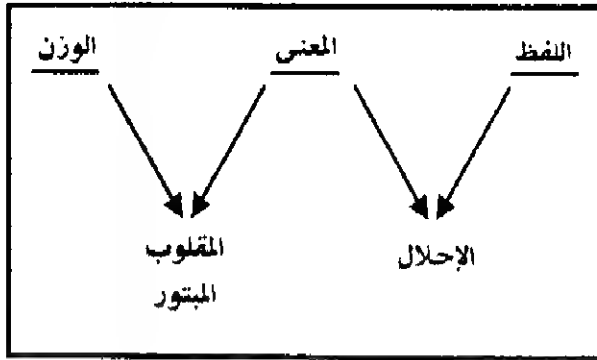 اللفظ المعنى الوزن
الإحلال المقلوب
المبتور